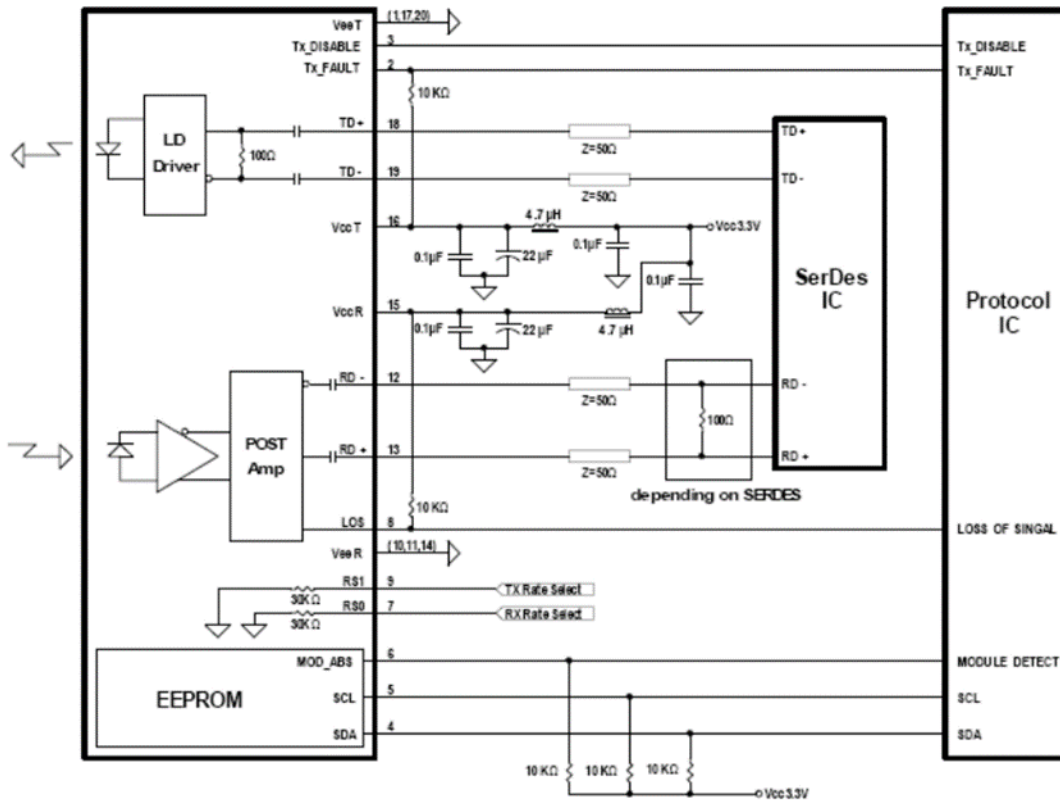 VeeT (1,17,20)
Tx_DISABLE 3 Tx_DISABLE
Tx_FAULT 2 Tx_FAULT
10 KΩ
LD
Driver
100Ω
TD+ 18 TD+
Z=50Ω
TD- 19 TD-
Z=50Ω
VccT 16 4.7 μH Vcc3.3V
0.1μF 22 μF 0.1μF
0.1μF
SerDes
IC
Protocol
IC
VccR 15
0.1μF 22 μF 4.7 μH
RD - 12 RD -
Z=50Ω
100Ω
POST
Amp
RD + 13 RD +
Z=50Ω
depending on SERDES
10 KΩ
LOS 8 LOSS OF SINGAL
VeeR (10,11,14)
RS1 9 TX Rate Select
30KΩ
RS0 7 RX Rate Select
30KΩ
MOD_ABS 6 MODULE DETECT
EEPROM
SCL 5 SCL
SDA 4 SDA
10 KΩ 10 KΩ 10 KΩ
Vcc3.3V